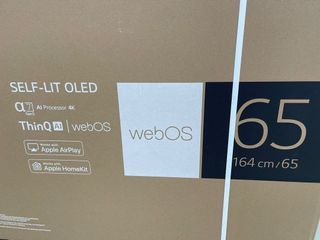 SELF-LIT OLED
α7 AI Processor 4K
ThinQ AI | webOS
Works with
Apple AirPlay
Works with
Apple HomeKit
webOS
65
164 cm/65